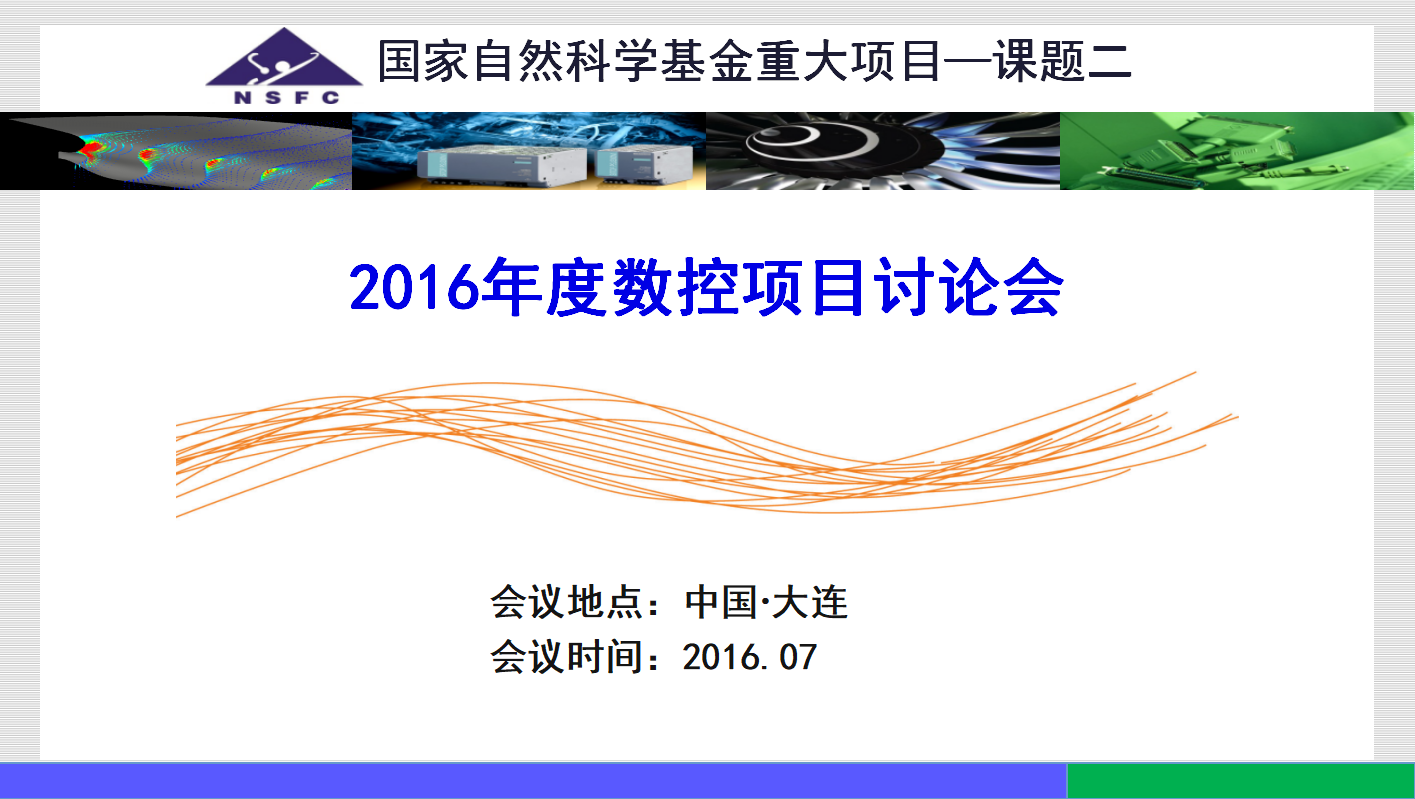 国家自然科学基金重大项目—课题二
NSFC
2016年度数控项目讨论会
会议地点：中国·大连
会议时间：2016.07